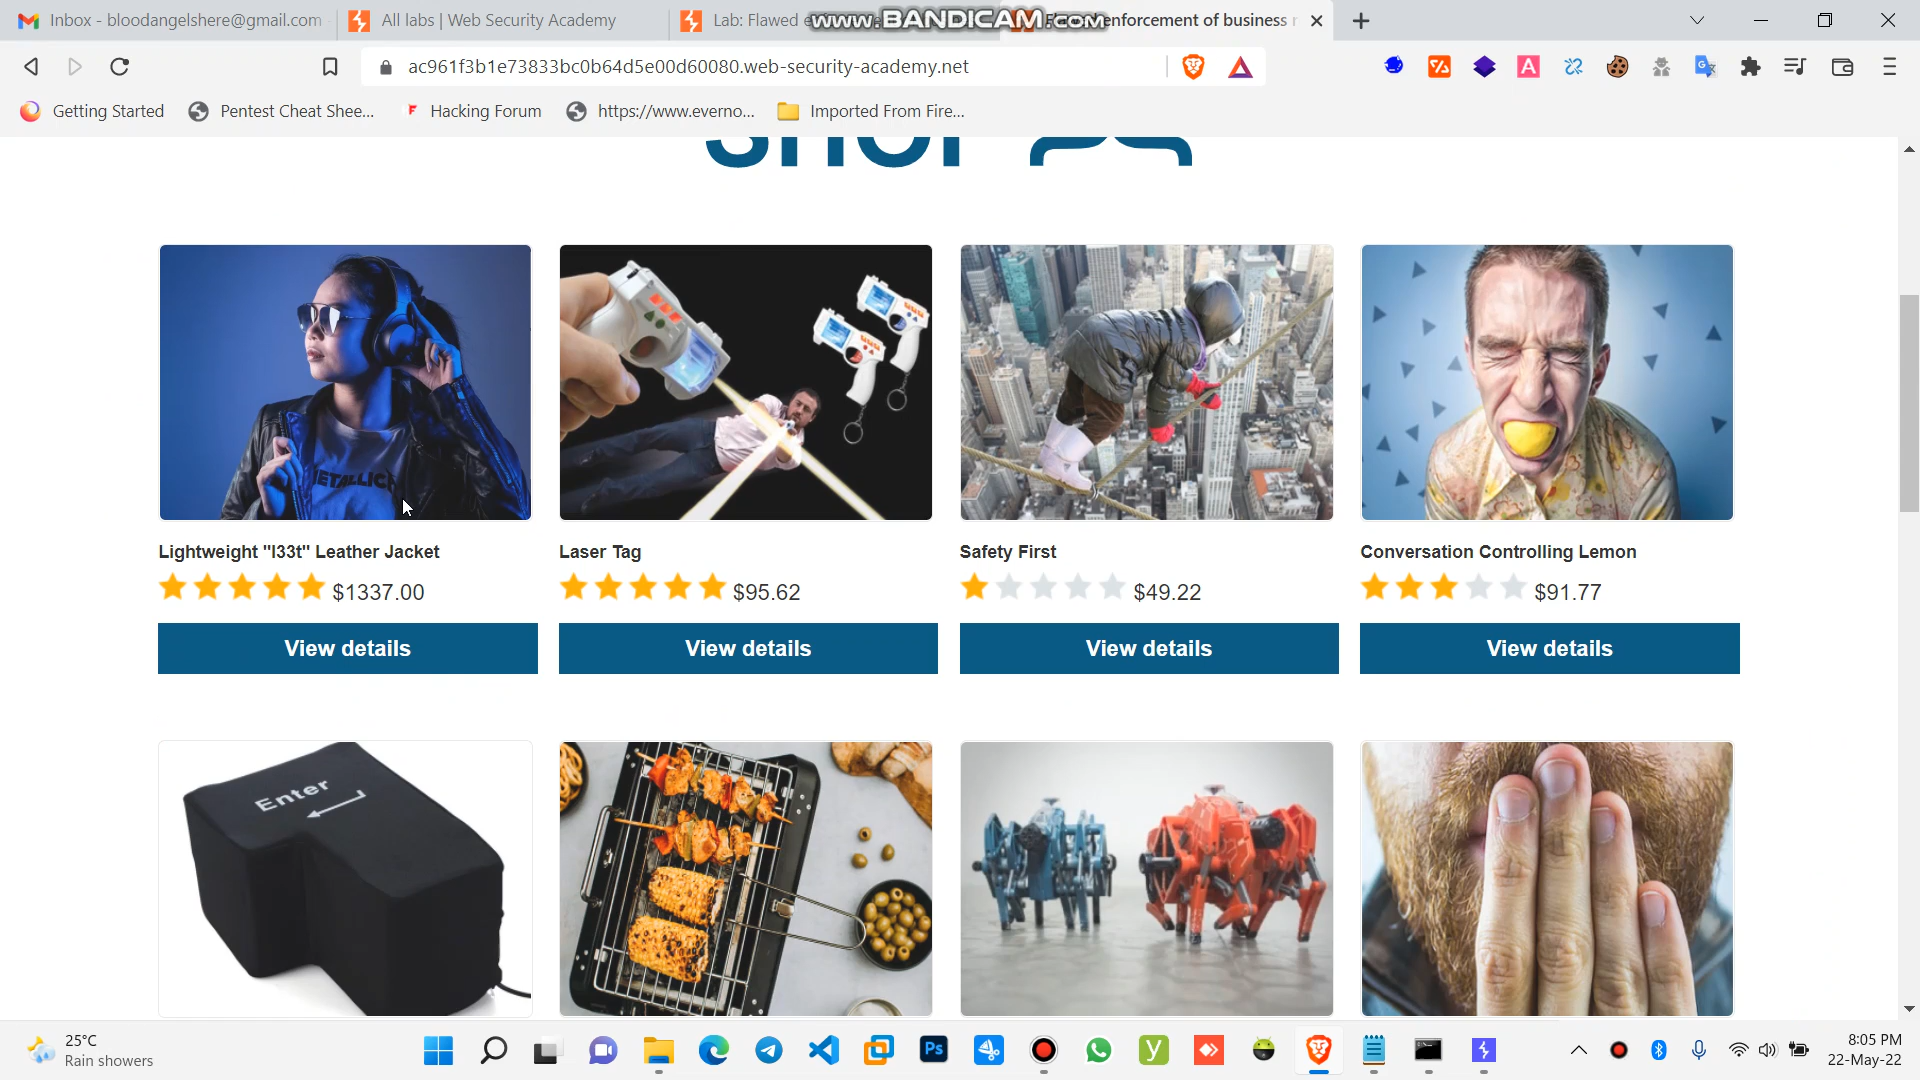 Inbox - bloodangelshere@gmail.com
All labs | Web Security Academy
Lab: Flawed e
enforcement of business r
www.BANDICAM.com
ac961f3b1e73833bc0b64d5e00d60080.web-security-academy.net
Getting Started
Pentest Cheat Shee...
Hacking Forum
https://www.everno...
Imported From Fire...
METALLIC
Lightweight "l33t" Leather Jacket
Laser Tag
Safety First
Conversation Controlling Lemon
$1337.00
$95.62
$49.22
$91.77
View details
View details
View details
View details
Enter
25°C
Rain showers
Ps
y
8:05 PM
22-May-22